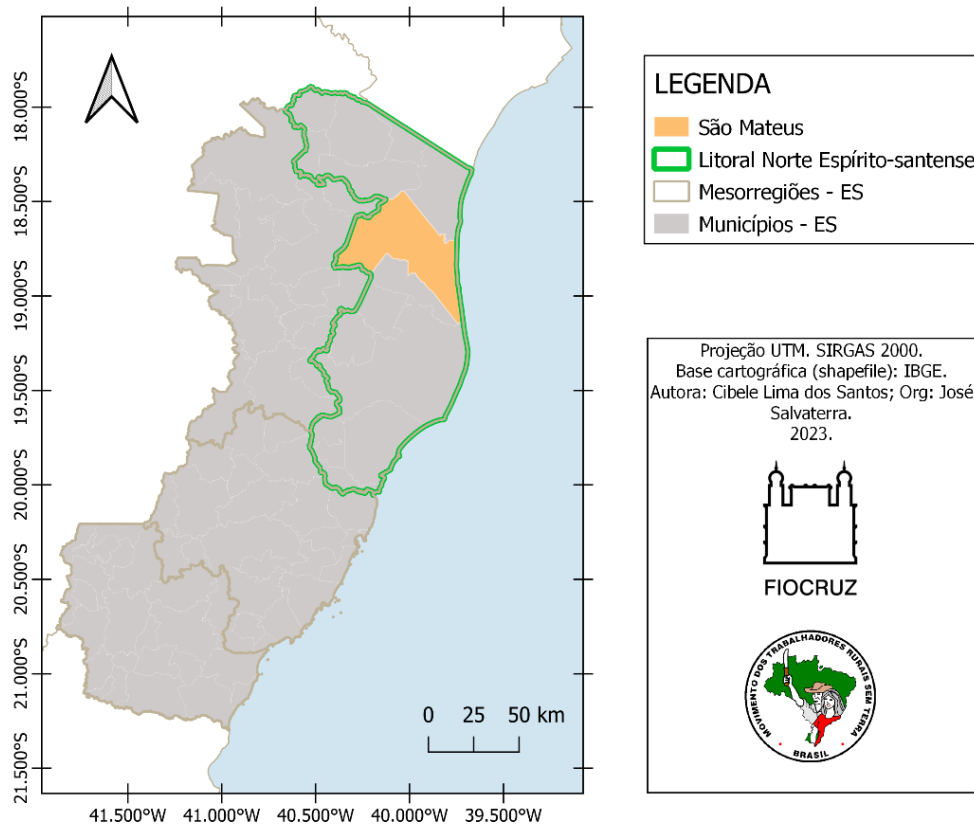 18.000°S
18.500°S
19.000°S
19.500°S
20.000°S
20.500°S
21.000°S
21.500°S
41.500°W 41.000°W 40.500°W 40.000°W 39.500°W
0 25 50 km
LEGENDA
São Mateus
Litoral Norte Espírito-santense
Mesorregiões - ES
Municípios - ES
Projeção UTM. SIRGAS 2000.
Base cartográfica (shapefile): IBGE.
Autora: Cibele Lima dos Santos; Org: José
Salvaterra.
2023.
FIOCRUZ
MOVIMENTO DOS TRABALHADORES RURAIS SEM TERRA
BRASIL